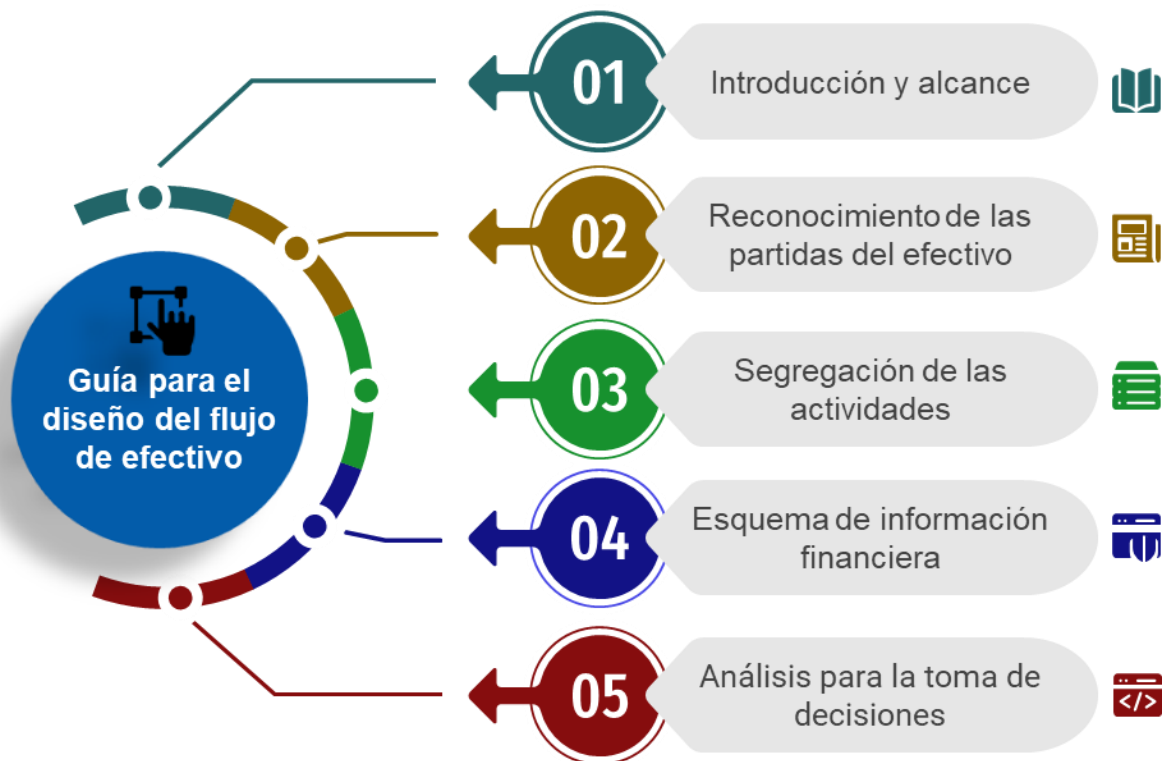 Guía para el
diseño del flujo
de efectivo
01
Introducción y alcance
02
Reconocimiento de las
partidas del efectivo
03
Segregación de las
actividades
04
Esquema de información
financiera
05
Análisis para la toma de
decisiones